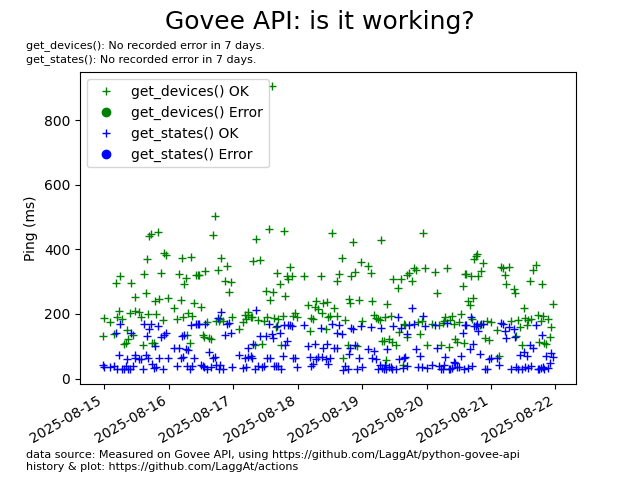 Govee API: is it working?
get_devices(): No recorded error in 7 days.
get_states(): No recorded error in 7 days.
get_devices() OK
get_devices() Error
get_states() OK
get_states() Error
Ping (ms)
800
600
400
200
0
2025-08-15
2025-08-16
2025-08-17
2025-08-18
2025-08-19
2025-08-20
2025-08-21
2025-08-22
data source: Measured on Govee API, using https://github.com/LaggAt/python-govee-api
history & plot: https://github.com/LaggAt/actions